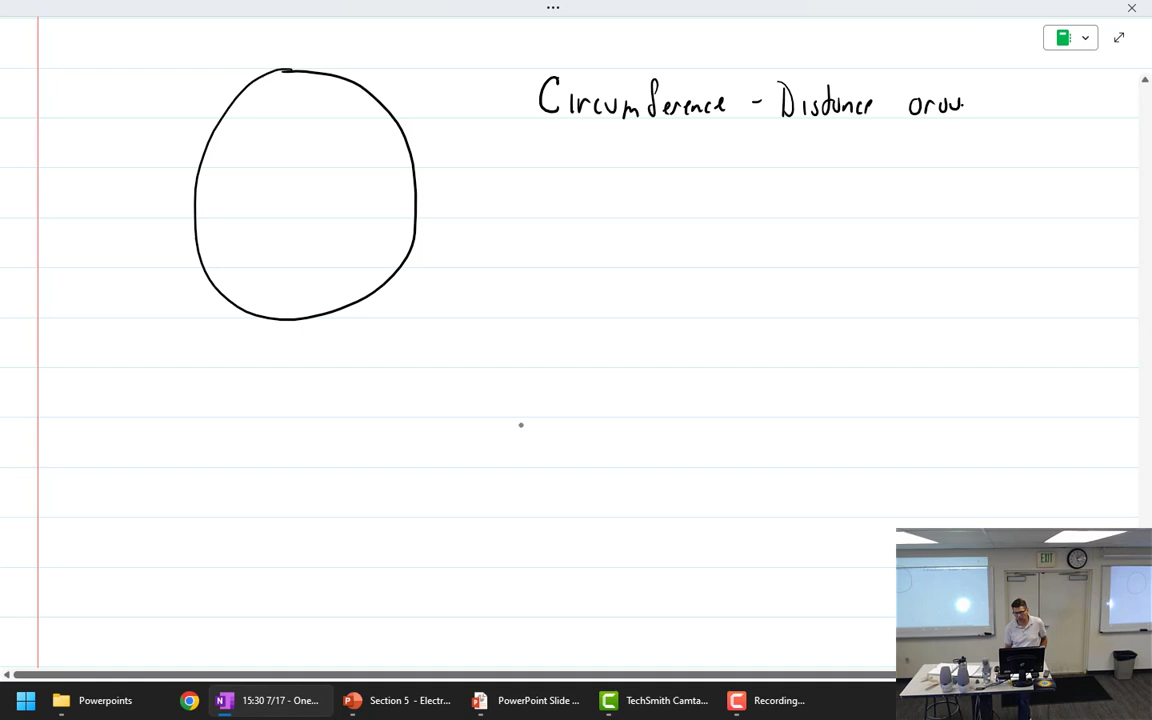 Circumference - Distance arou
EXIT
Powerpoints
15:30 7/17 - One...
Section 5 - Electr...
PowerPoint Slide ...
TechSmith Camta...
Recording...